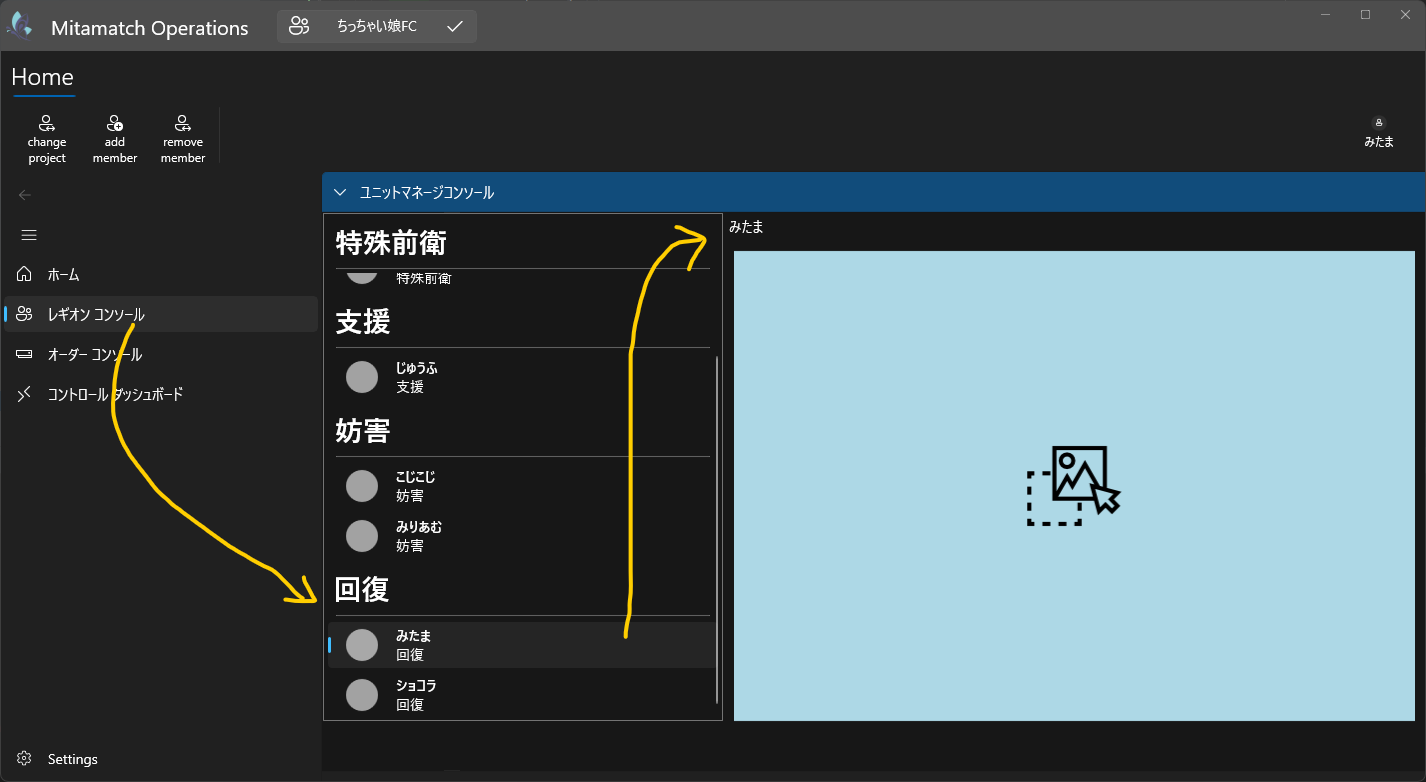 Mitamatch Operations
ちっちゃい娘FC
Home
change
project
add
member
remove
member
みたま
ユニットマネージコンソール
ホーム
レギオン コンソール
オーダー コンソール
コントロール ダッシュボード
Settings
特殊前衛
特殊前衛
支援
じゅうふ
支援
妨害
こじこじ
妨害
みりあむ
妨害
回復
みたま
回復
ショコラ
回復
みたま